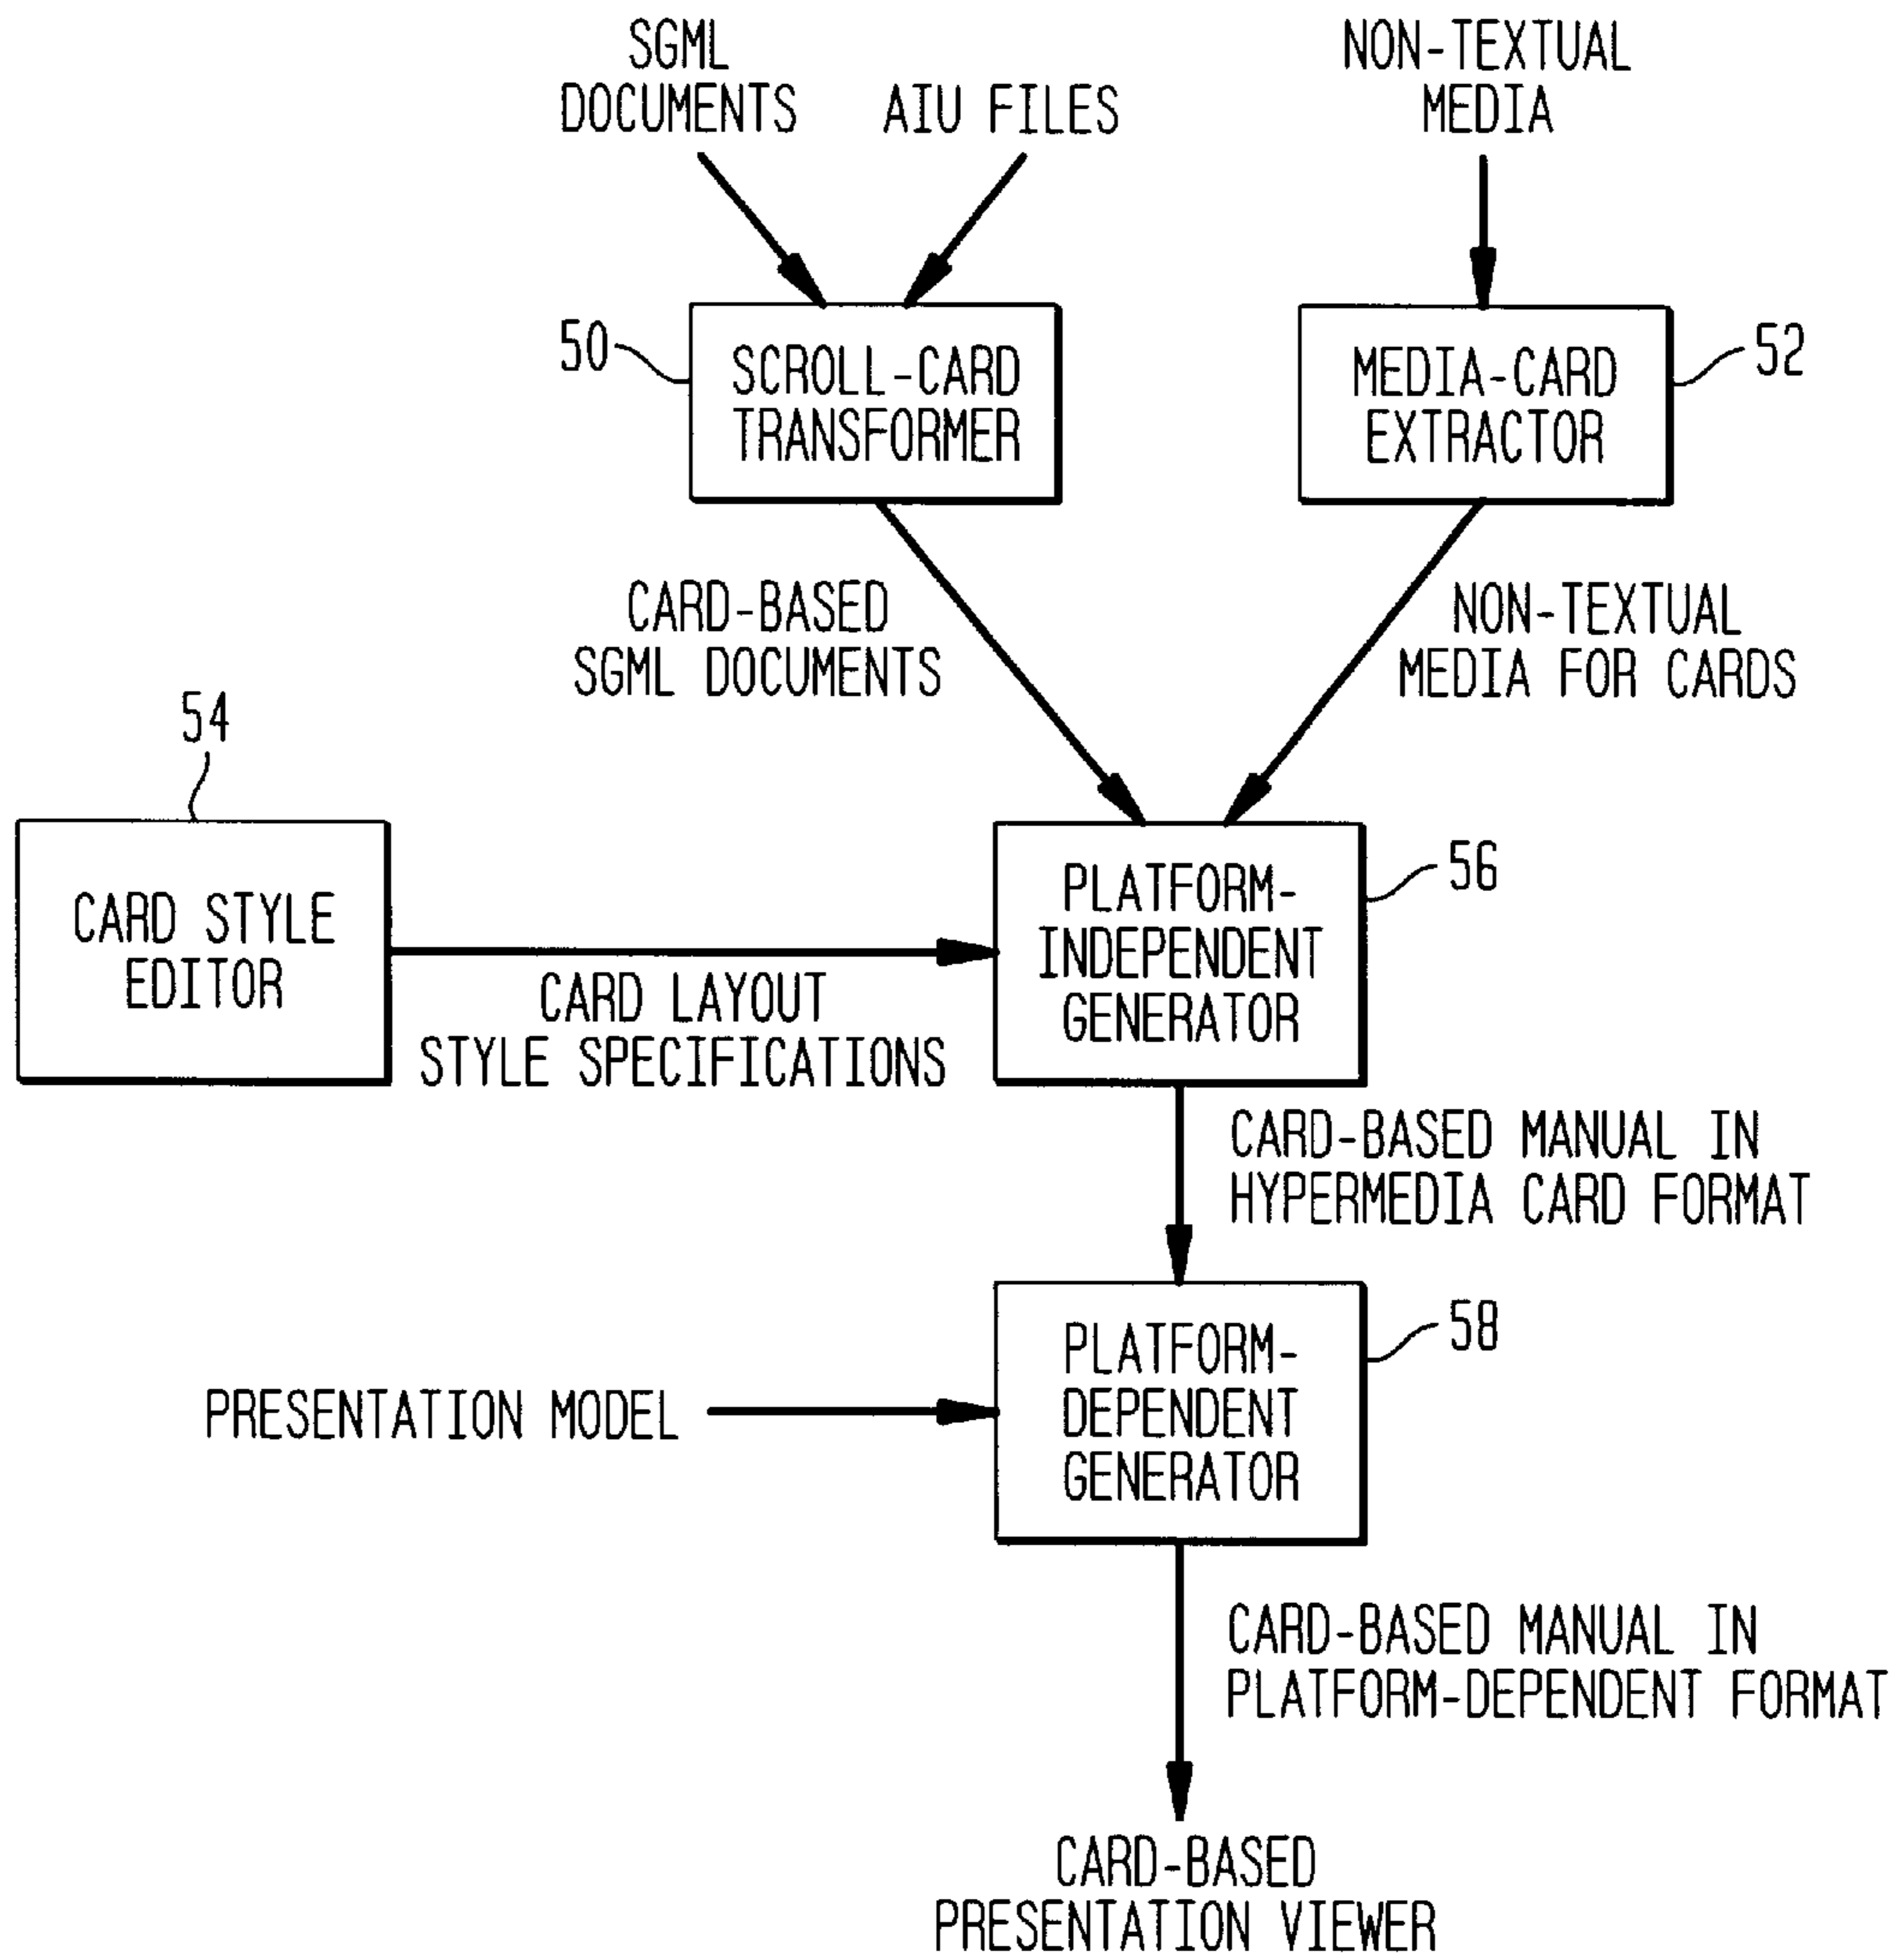 SGML
DOCUMENTS
AIU FILES
NON-TEXTUAL
MEDIA
50
SCROLL-CARD
TRANSFORMER
MEDIA-CARD
EXTRACTOR
52
CARD-BASED
SGML DOCUMENTS
NON-TEXTUAL
MEDIA FOR CARDS
54
CARD STYLE
EDITOR
CARD LAYOUT
STYLE SPECIFICATIONS
PLATFORM-
INDEPENDENT
GENERATOR
56
CARD-BASED MANUAL IN
HYPERMEDIA CARD FORMAT
PRESENTATION MODEL
PLATFORM-
DEPENDENT
GENERATOR
58
CARD-BASED MANUAL IN
PLATFORM-DEPENDENT FORMAT
CARD-BASED
PRESENTATION VIEWER